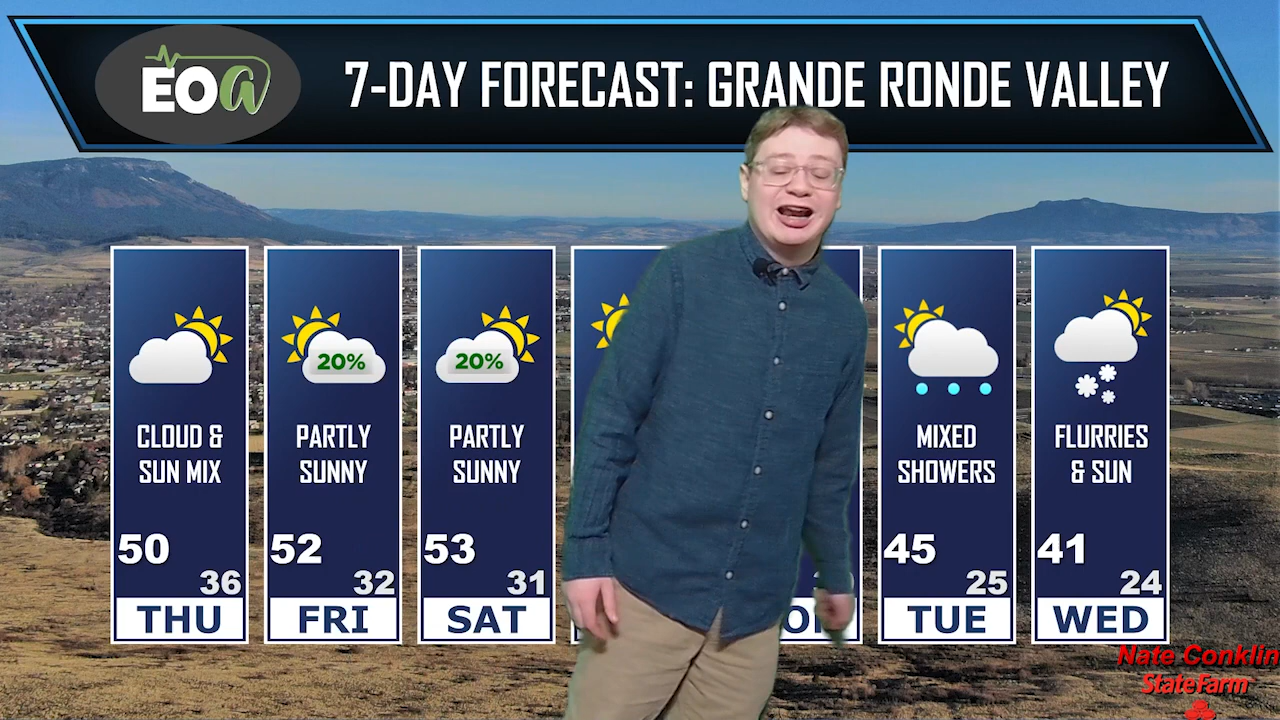 EOa
7-DAY FORECAST: GRANDE RONDE VALLEY
CLOUD &
SUN MIX
50
36
THU
20%
PARTLY
SUNNY
52
32
FRI
20%
PARTLY
SUNNY
53
31
SAT
MIXED
SHOWERS
45
25
TUE
FLURRIES
& SUN
41
24
WED
Nate Conklin
StateFarm